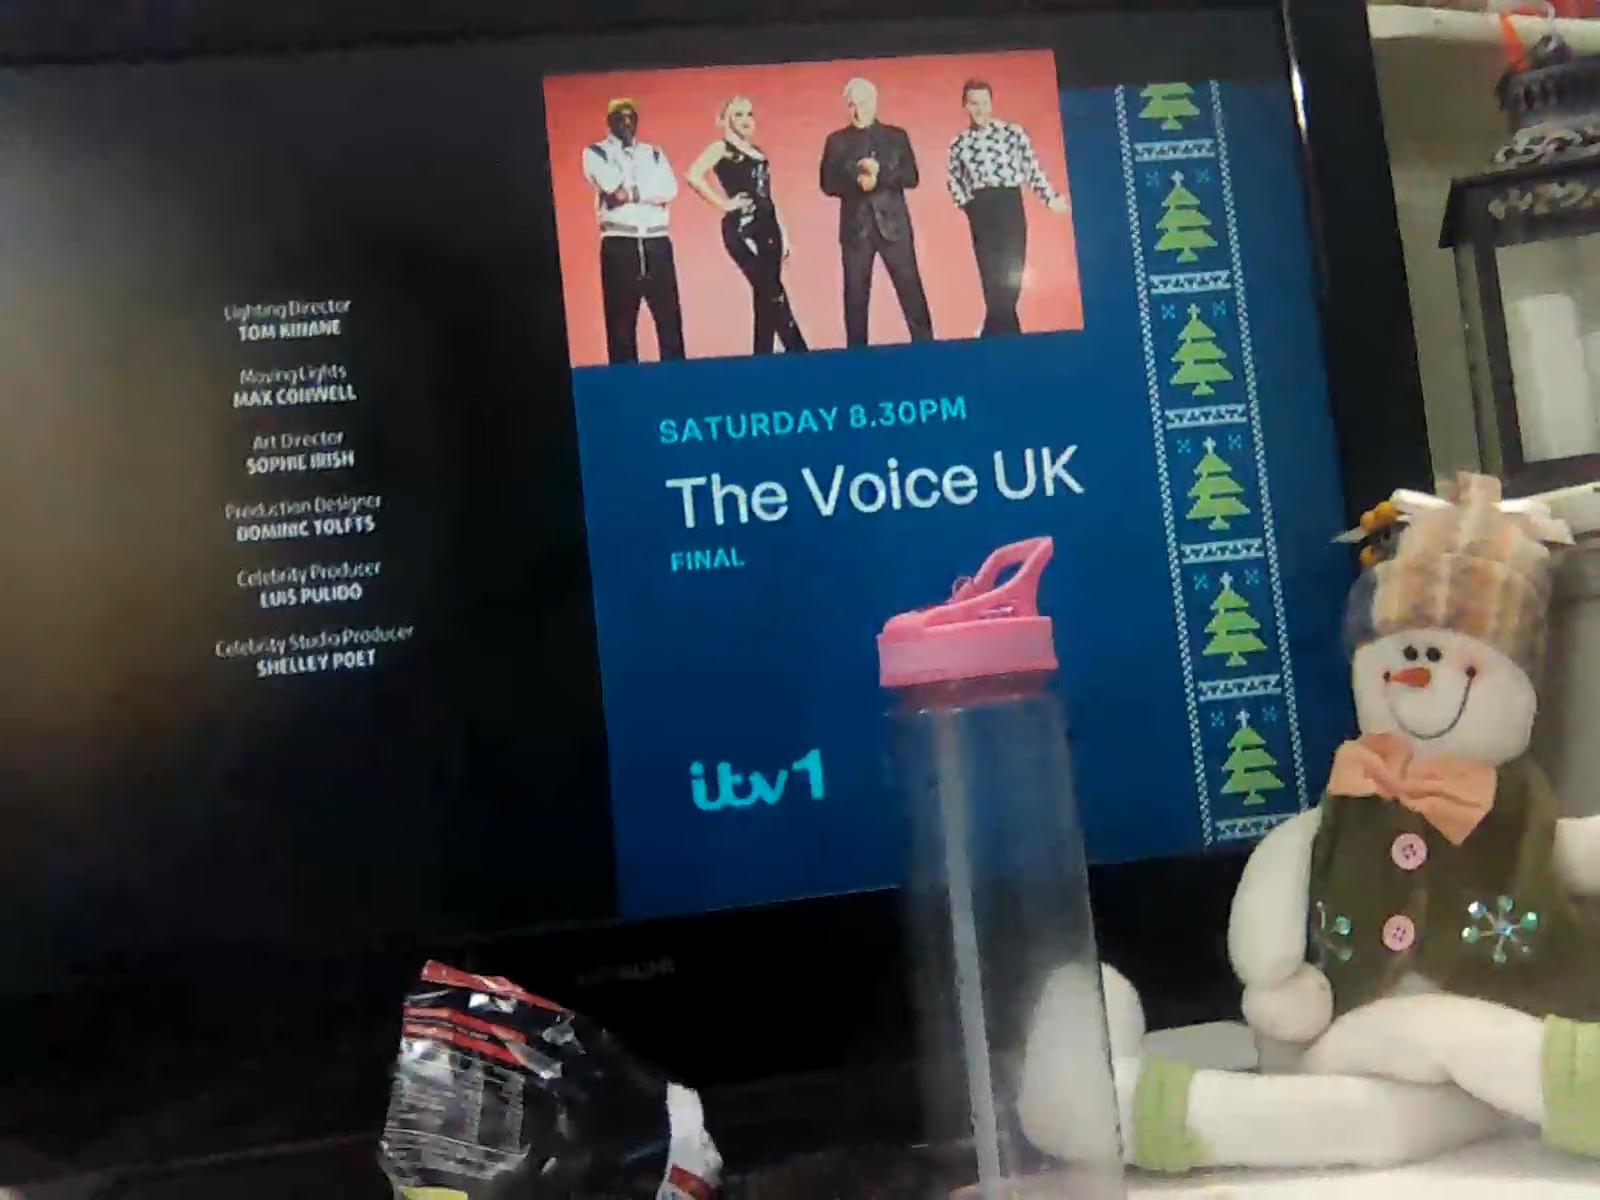 Lighting Director
TOM KINANE
Moving Lights
MAX CONWELL
Art Director
SOPHIE IRISH
Production Designer
DOMINIC TOLFTS
Celebrity Producer
LUIS PULIDO
Celebrity Studio Producer
SHELLEY POET
SATURDAY 8.30PM
The Voice UK
FINAL
itv1